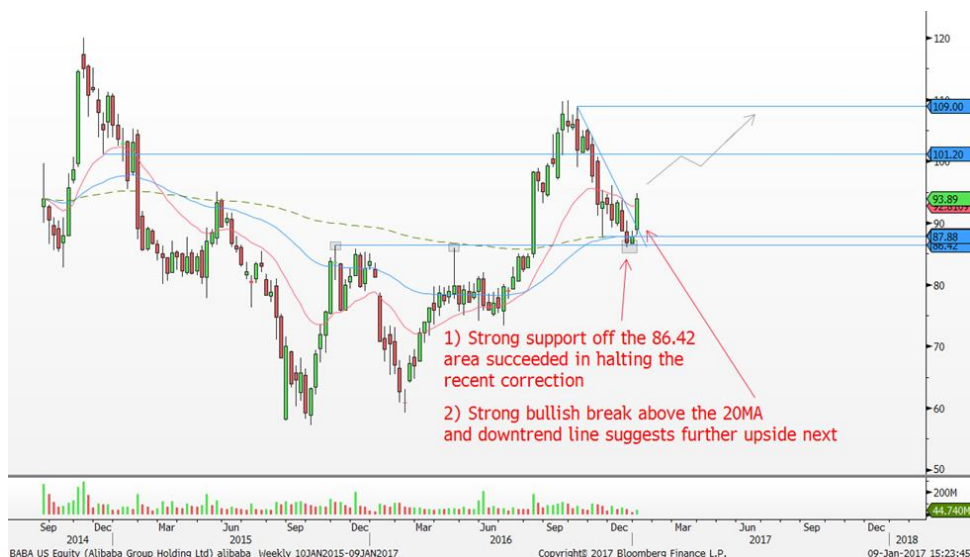 120
109.00
101.20
100
93.89
90
87.88
86.42
80
70
60
50
1) Strong support off the 86.42
area succeeded in halting the
recent correction
2) Strong bullish break above the 20MA
and downtrend line suggests further upside next
200M
44.740M
Sep Dec Mar Jun Sep Dec Mar Jun Sep Dec Mar Jun Sep Dec
2014 2015 2016 2017 2018
BABA US Equity (Alibaba Group Holding Ltd) alibaba Weekly 10JAN2015-09JAN2017 Copyright© 2017 Bloomberg Finance L.P. 09-Jan-2017 15:23:45